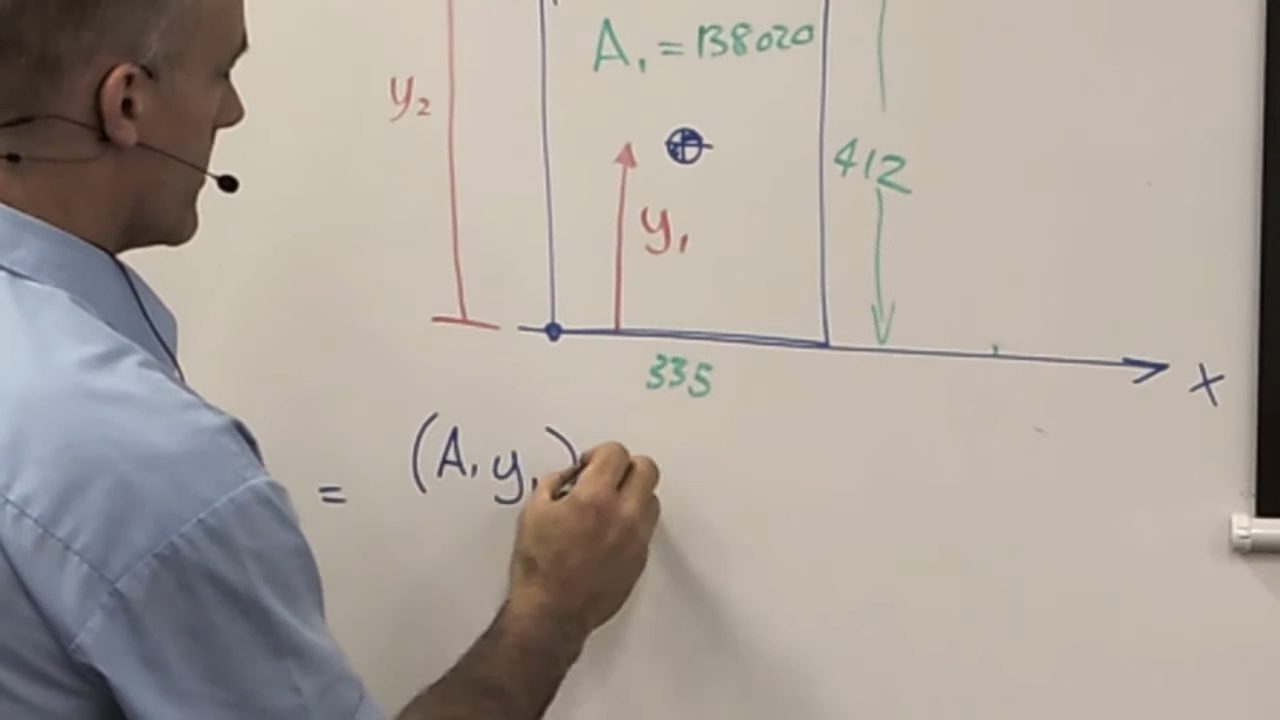 A₁ = 138020
y₂
412
y₁
335
x
= (A₁ y₁)